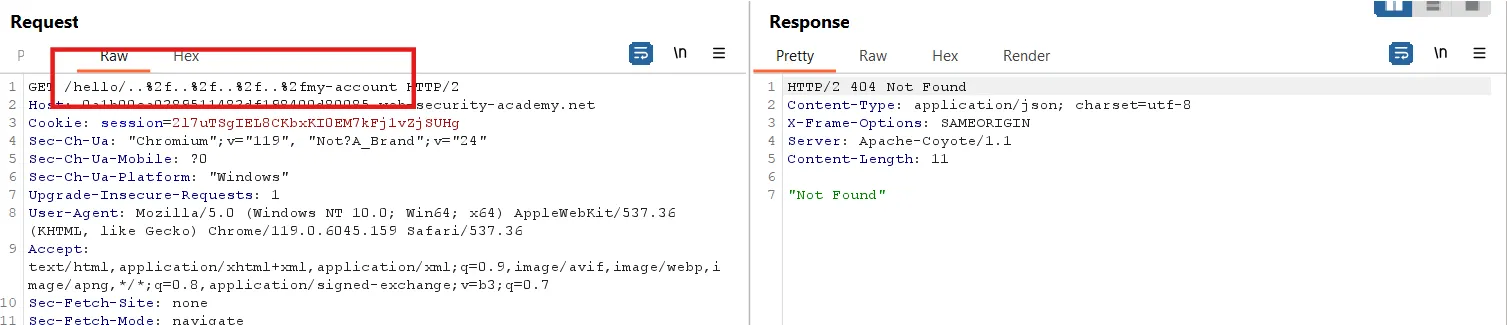 Request
P Raw Hex
\n
1 GET /hello/..%2f..%2f..%2f..%2fmy-account HTTP/2
2 Host: security-academy.net
3 Cookie: session=2l7uTSgIEL8CKbxKI0EM7kFj1vZjSUHg
4 Sec-Ch-Ua: "Chromium";v="119", "Not?A_Brand";v="24"
5 Sec-Ch-Ua-Mobile: ?0
6 Sec-Ch-Ua-Platform: "Windows"
7 Upgrade-Insecure-Requests: 1
8 User-Agent: Mozilla/5.0 (Windows NT 10.0; Win64; x64) AppleWebKit/537.36
(KHTML, like Gecko) Chrome/119.0.6045.159 Safari/537.36
9 Accept:
text/html,application/xhtml+xml,application/xml;q=0.9,image/avif,image/webp,i
mage/apng,*/*;q=0.8,application/signed-exchange;v=b3;q=0.7
10 Sec-Fetch-Site: none
11 Sec-Fetch-Mode: navigate
Response
Pretty Raw Hex Render
\n
1 HTTP/2 404 Not Found
2 Content-Type: application/json; charset=utf-8
3 X-Frame-Options: SAMEORIGIN
4 Server: Apache-Coyote/1.1
5 Content-Length: 11
6
7 "Not Found"